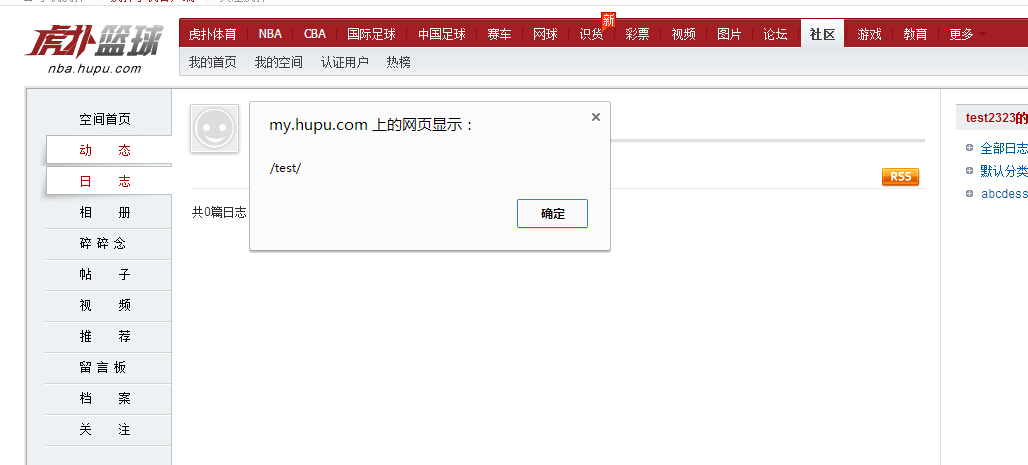 新
虎扑篮球
nba.hupu.com
虎扑体育 NBA CBA 国际足球 中国足球 赛车 网球 识货 彩票 视频 图片 论坛 社区 游戏 教育 更多
我的首页 我的空间 认证用户 热榜
空间首页
动 态
日 志
相 册
碎 碎 念
帖 子
视 频
推 荐
留 言 板
档 案
关 注
my.hupu.com 上的网页显示：
/test/
确定
RSS
共0篇日志
test2323的
全部日志
默认分类
abcdess